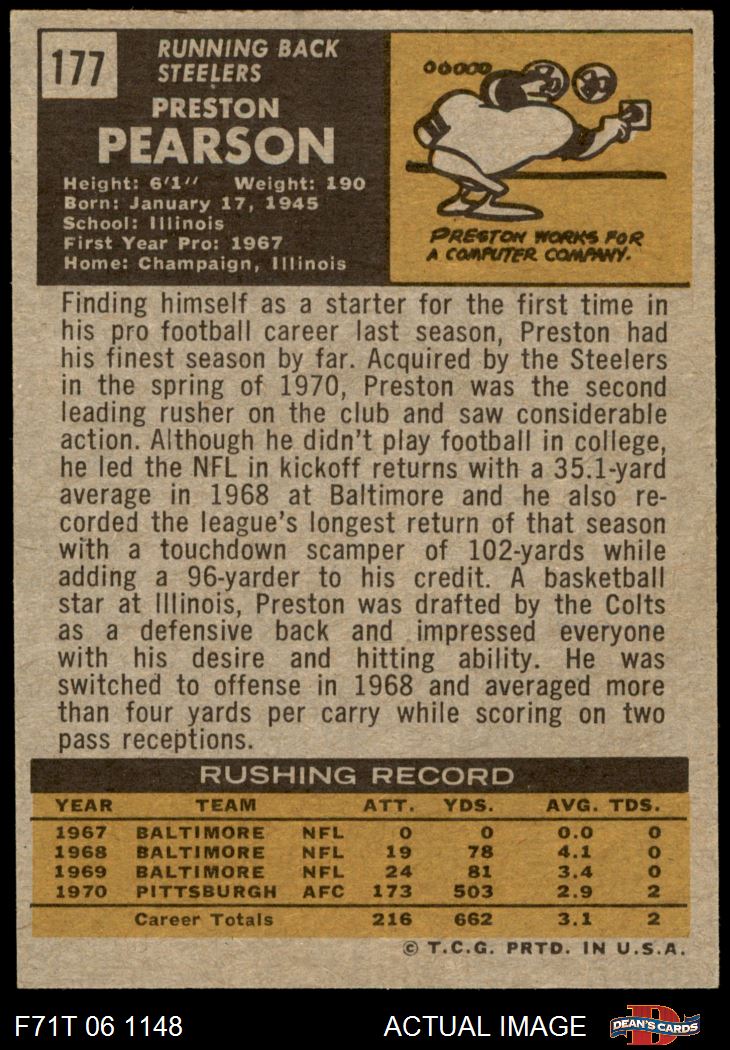 177
RUNNING BACK
STEELERS
PRESTON
PEARSON
Height: 6'1" Weight: 190
Born: January 17, 1945
School: Illinois
First Year Pro: 1967
Home: Champaign, Illinois
PRESTON WORKS FOR
A COMPUTER COMPANY.
Finding himself as a starter for the first time in
his pro football career last season, Preston had
his finest season by far. Acquired by the Steelers
in the spring of 1970, Preston was the second
leading rusher on the club and saw considerable
action. Although he didn't play football in college,
he led the NFL in kickoff returns with a 35.1-yard
average in 1968 at Baltimore and he also re-
corded the league's longest return of that season
with a touchdown scamper of 102-yards while
adding a 96-yarder to his credit. A basketball
star at Illinois, Preston was drafted by the Colts
as a defensive back and impressed everyone
with his desire and hitting ability. He was
switched to offense in 1968 and averaged more
than four yards per carry while scoring on two
pass receptions.
RUSHING RECORD
YEAR TEAM ATT. YDS. AVG. TDS.
1967 BALTIMORE NFL 0 0 0.0 0
1968 BALTIMORE NFL 19 78 4.1 0
1969 BALTIMORE NFL 24 81 3.4 0
1970 PITTSBURGH AFC 173 503 2.9 2
Career Totals 216 662 3.1 2
© T.C.G. PRTD. IN U.S.A.
F71T 06 1148 ACTUAL IMAGE
D
DEAN'S CARDS